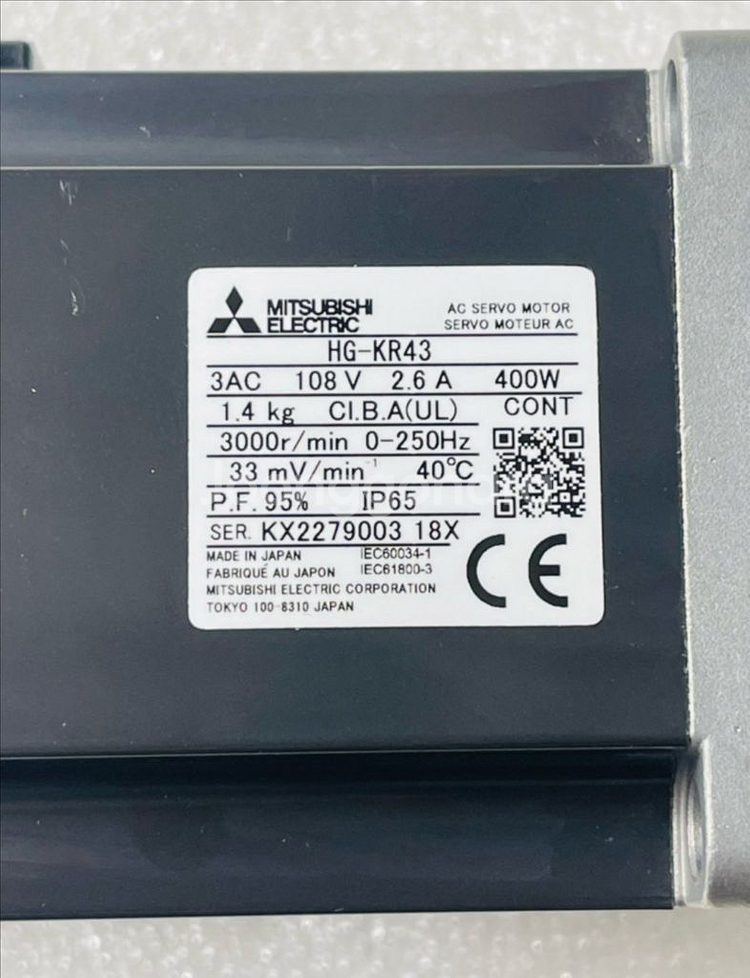 MITSUBISHI
ELECTRIC
AC SERVO MOTOR
SERVO MOTEUR AC
HG-KR43
3AC 108 V 2.6 A 400W
1.4 kg CI.B.A(UL) CONT
3000r/min 0-250Hz
33 mV/min⁻¹ 40℃
P.F. 95% IP65
SER. KX2279003 18X
MADE IN JAPAN IEC60034-1
FABRIQUÉ AU JAPON IEC61800-3
MITSUBISHI ELECTRIC CORPORATION
TOKYO 100-8310 JAPAN
CE